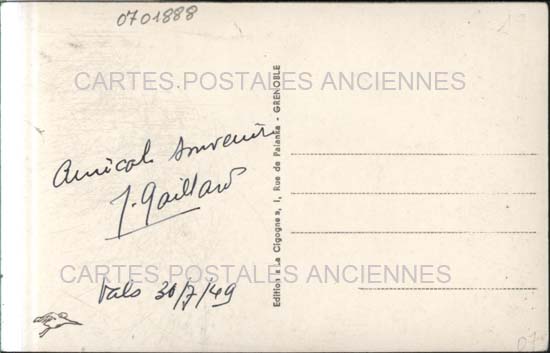 0701888
CARTES POSTALES ANCIENNES
Amical souvenir
J. Gaillard
Vals 30/7/49
CARTES POSTALES ANCIENNES
Editions La Cigogne, 1, Rue de Palanka - GRENOBLE
07